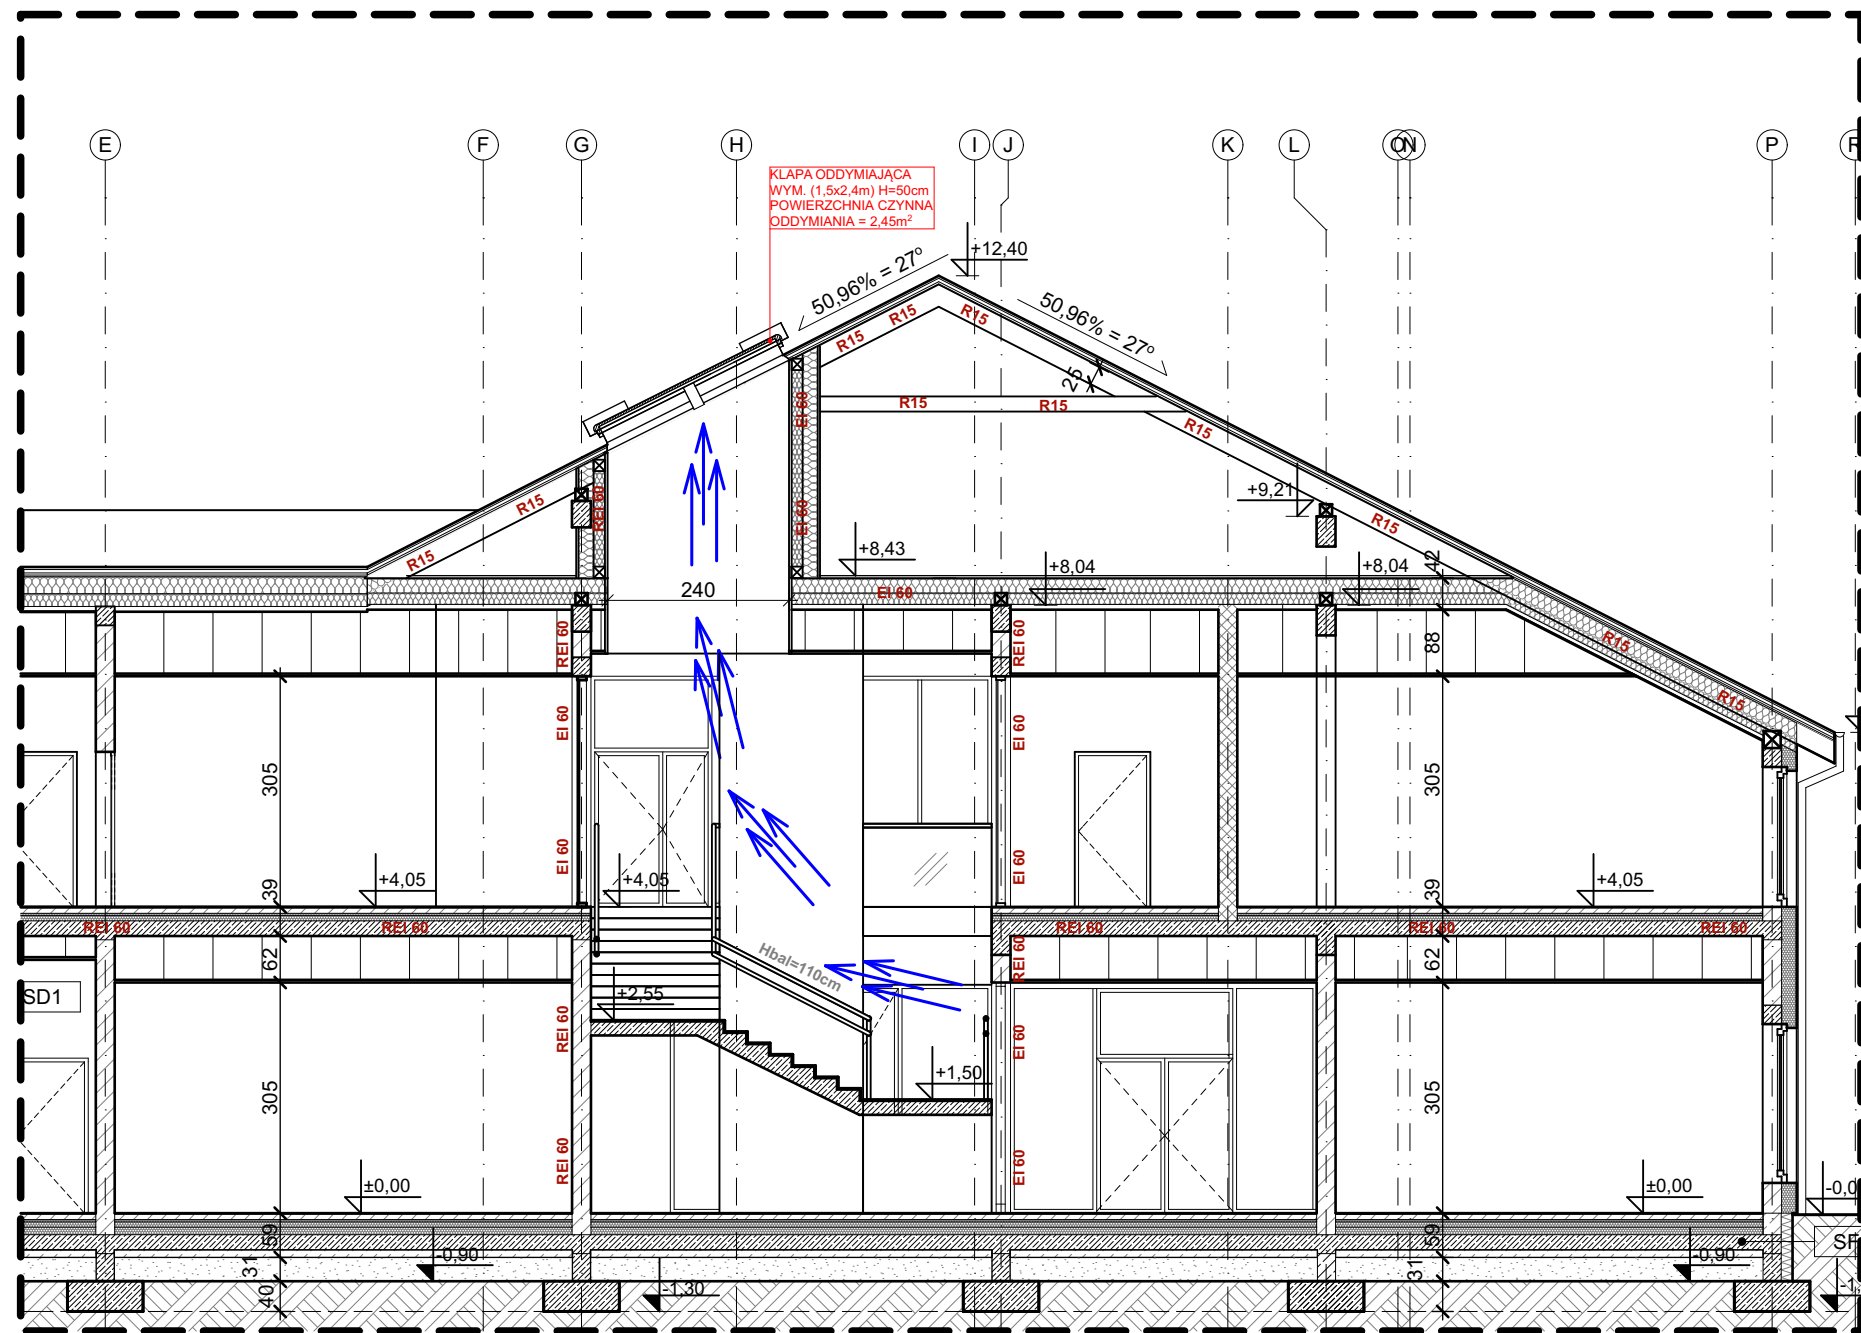 E
F
G
H
I
J
K
L
O
N
P
R
KLAPA ODDYMIAJĄCA
WYM. (1,5x2,4m) H=50cm
POWIERZCHNIA CZYNNA
ODDYMIANIA = 2,45m²
+12,40
50,96% = 27°
50,96% = 27°
R15
R15
R15
25
R15
R15
R15
EI 60
EI 60
REI 60
R15
R15
+9,21
R15
+8,43
+8,04
+8,04
42
240
EI 60
REI 60
REI 60
88
R15
R15
EI 60
EI 60
305
305
EI 60
EI 60
39
+4,05
+4,05
+4,05
39
REI 60
REI 60
REI 60
REI 60
REI 60
62
REI 60
62
Hbal=110cm
SD1
+2,55
REI 60
EI 60
+1,50
305
305
REI 60
EI 60
±0,00
±0,00
-0,0
59
59
-0,90
-0,90
SF
31
31
40
-1,30
-1